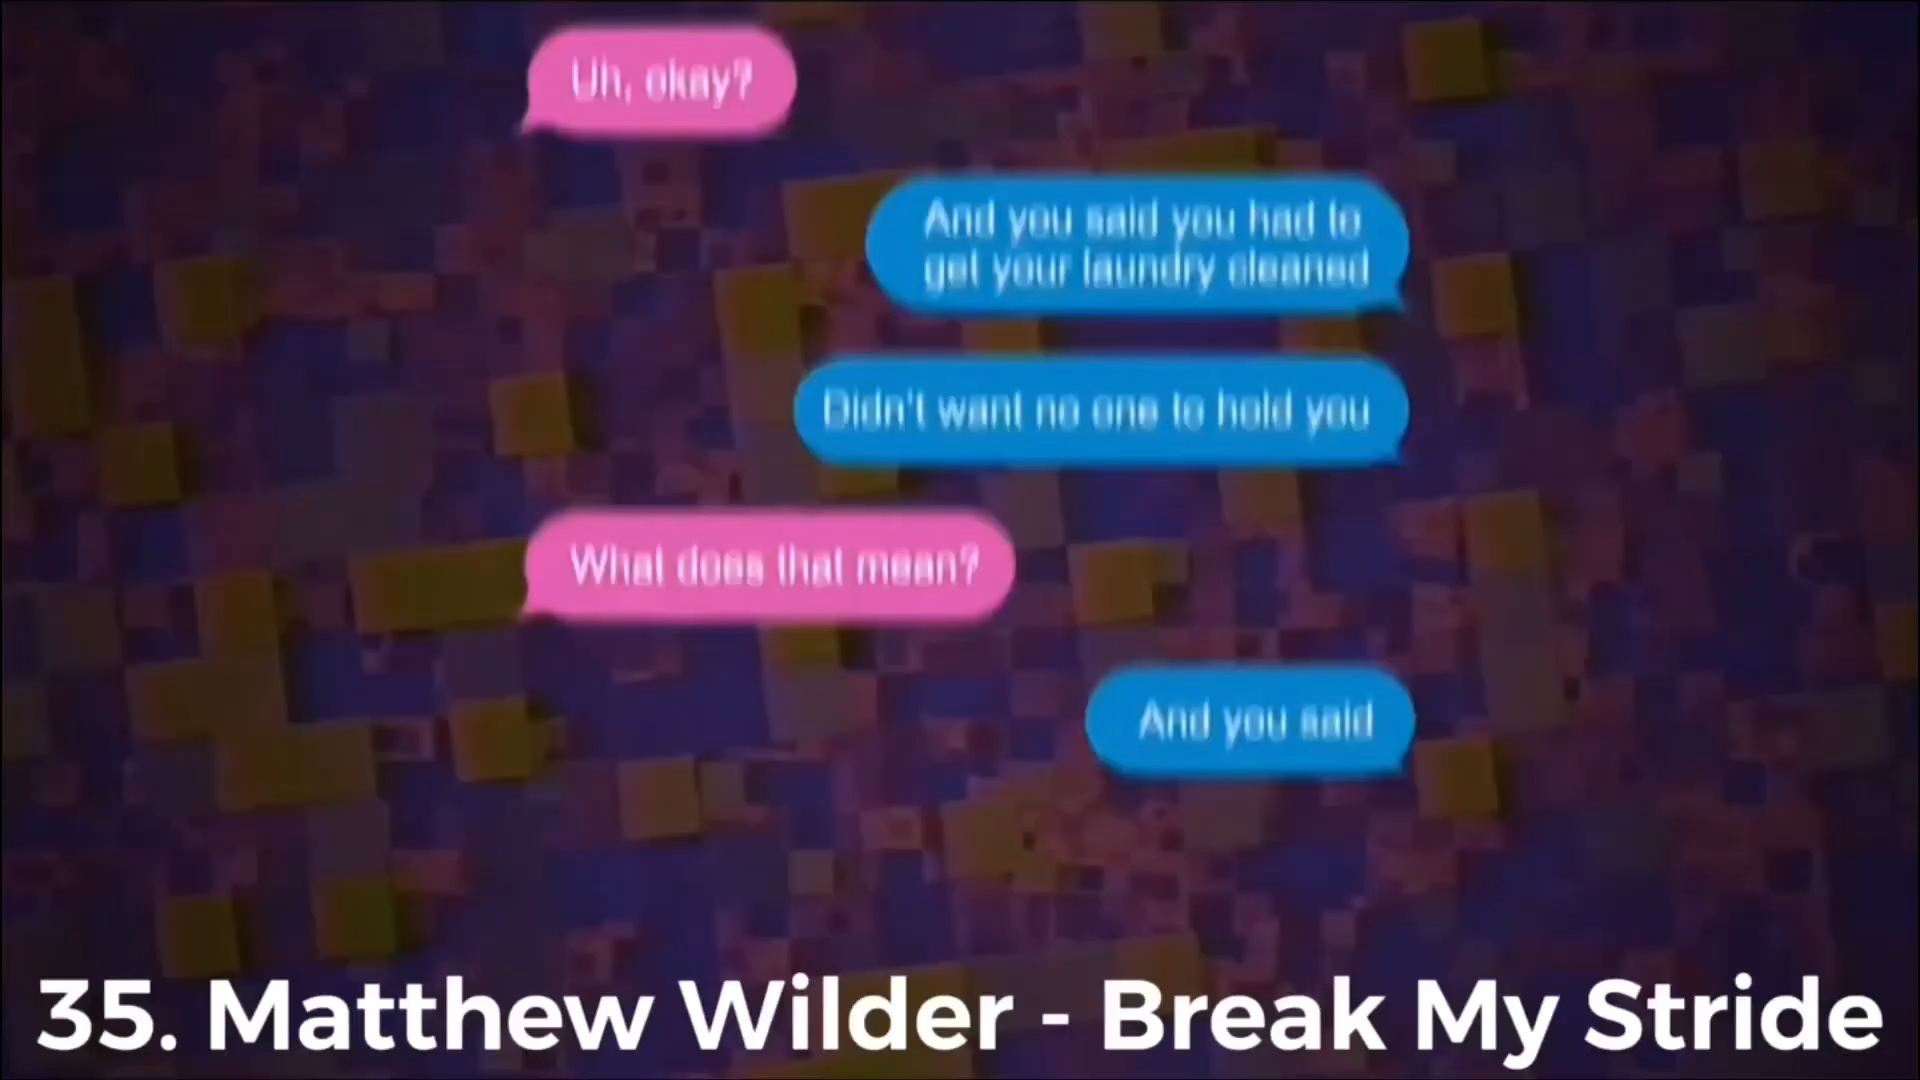 Uh, okay?
And you said you had to
get your laundry cleaned
Didn't want no one to hold you
What does that mean?
And you said
35. Matthew Wilder - Break My Stride